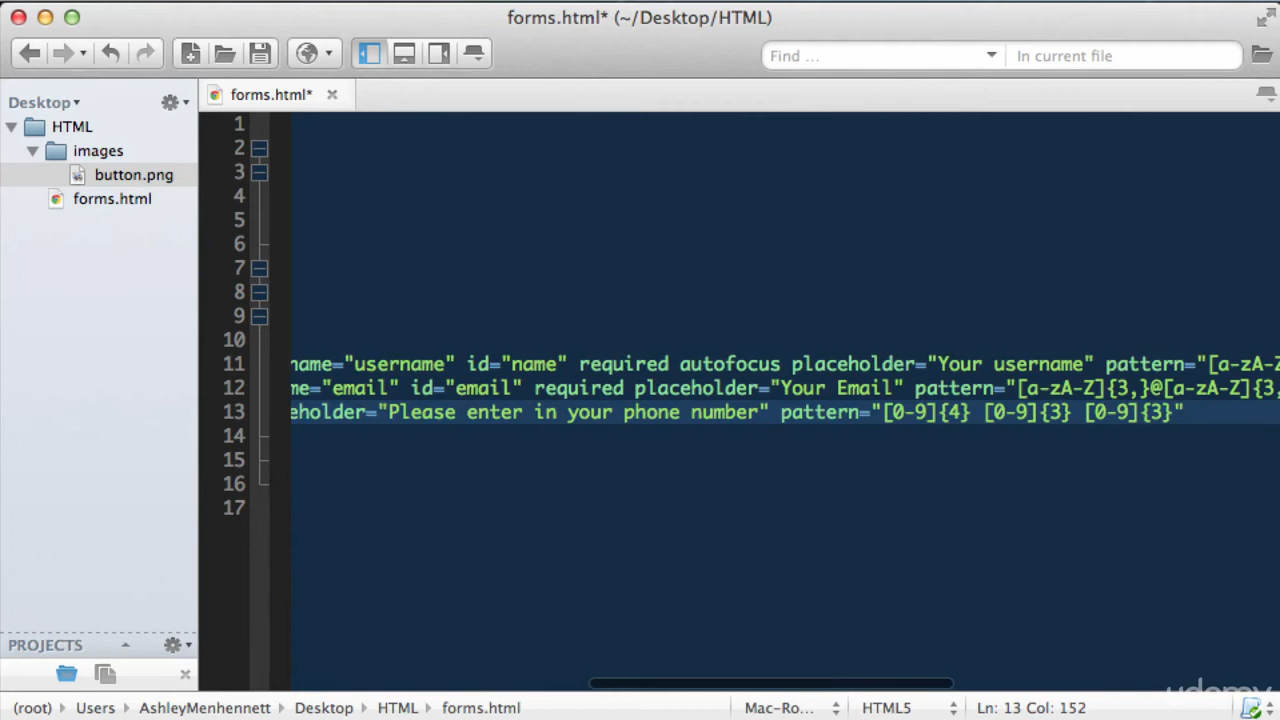 forms.html* (~/Desktop/HTML)
Find ...
In current file
Desktop
forms.html*
HTML
images
button.png
forms.html
1
2
3
4
5
6
7
8
9
10
11 name="username" id="name" required autofocus placeholder="Your username" pattern="[a-zA-Z
12 me="email" id="email" required placeholder="Your Email" pattern="[a-zA-Z]{3,}@[a-zA-Z]{3,
13 eholder="Please enter in your phone number" pattern="[0-9]{4} [0-9]{3} [0-9]{3}"
14
15
16
17
PROJECTS
udemy
(root) Users AshleyMenhennett Desktop HTML forms.html Mac-Ro... HTML5 Ln: 13 Col: 152